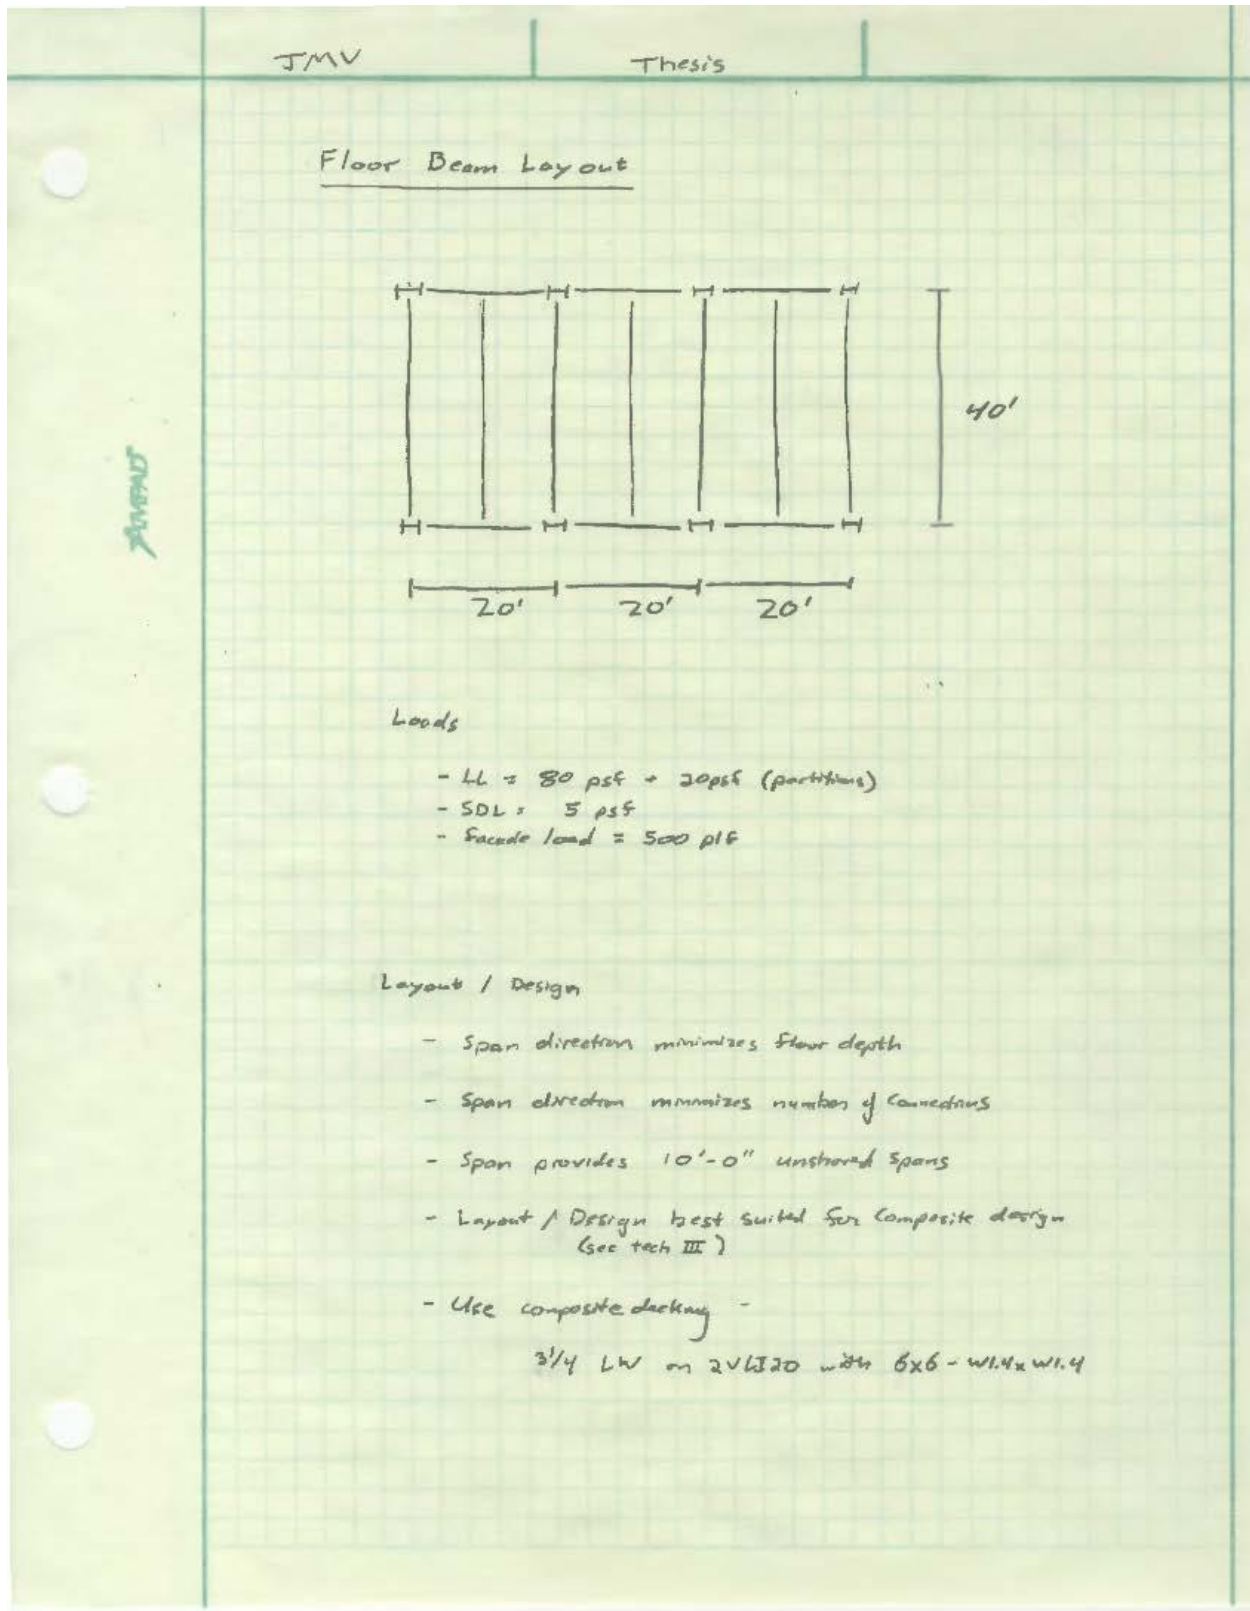 JMV Thesis
Floor Beam Layout
40'
20' 20' 20'
AMPAD
Loads
- LL = 80 psf + 20psf (partitions)
- SDL = 5 psf
- facade load = 500 plf
Layout / Design
- Span direction minimizes floor depth
- Span direction minimizes number of Connections
- Span provides 10'-0" unshored spans
- Layout / Design best suited for Composite design
(see tech III)
- Use composite decking -
3 1/4 LW on 2VLI20 with 6x6 - W1.4 x W1.4